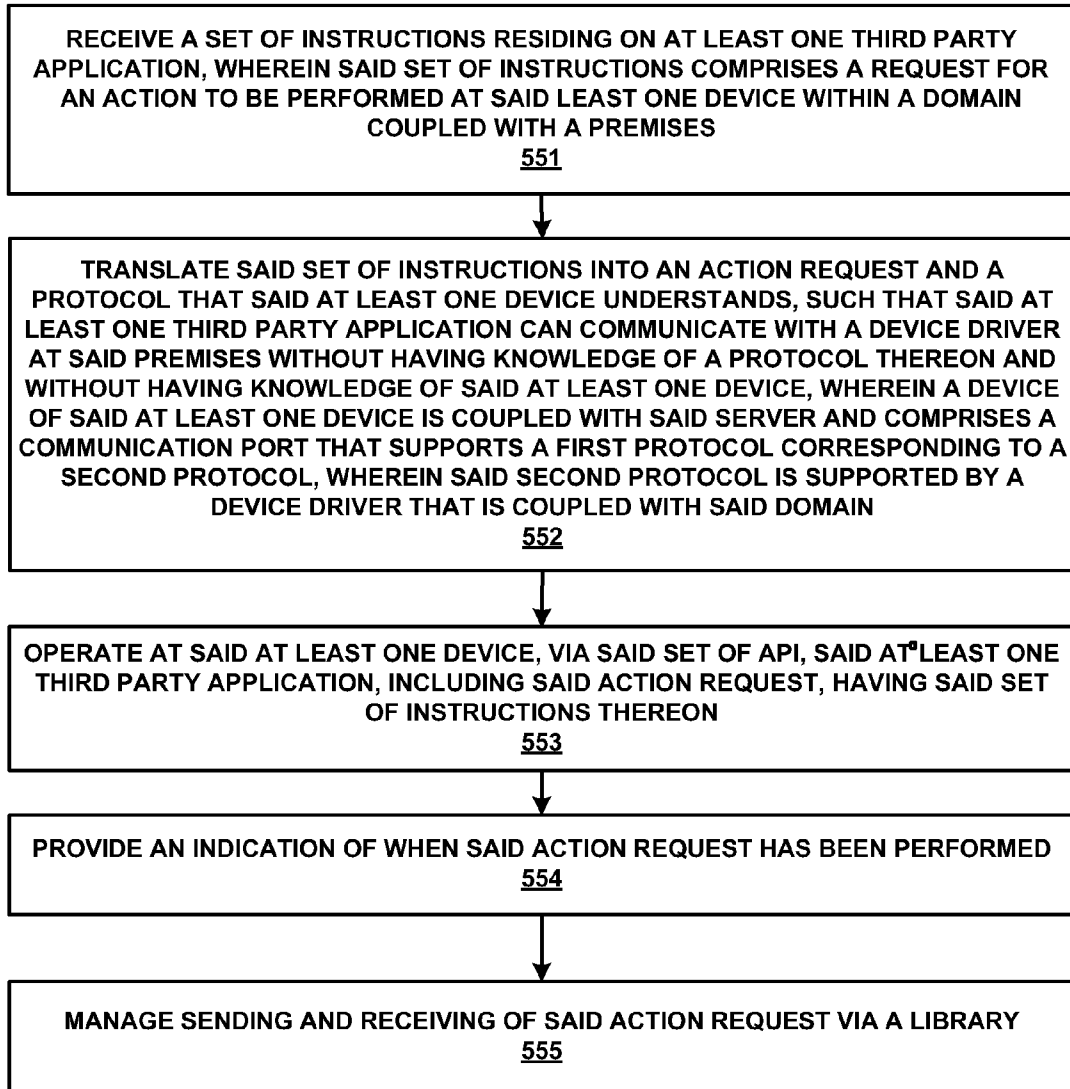 RECEIVE A SET OF INSTRUCTIONS RESIDING ON AT LEAST ONE THIRD PARTY
APPLICATION, WHEREIN SAID SET OF INSTRUCTIONS COMPRISES A REQUEST FOR
AN ACTION TO BE PERFORMED AT SAID LEAST ONE DEVICE WITHIN A DOMAIN
COUPLED WITH A PREMISES
551
TRANSLATE SAID SET OF INSTRUCTIONS INTO AN ACTION REQUEST AND A
PROTOCOL THAT SAID AT LEAST ONE DEVICE UNDERSTANDS, SUCH THAT SAID AT
LEAST ONE THIRD PARTY APPLICATION CAN COMMUNICATE WITH A DEVICE DRIVER
AT SAID PREMISES WITHOUT HAVING KNOWLEDGE OF A PROTOCOL THEREON AND
WITHOUT HAVING KNOWLEDGE OF SAID AT LEAST ONE DEVICE, WHEREIN A DEVICE
OF SAID AT LEAST ONE DEVICE IS COUPLED WITH SAID SERVER AND COMPRISES A
COMMUNICATION PORT THAT SUPPORTS A FIRST PROTOCOL CORRESPONDING TO A
SECOND PROTOCOL, WHEREIN SAID SECOND PROTOCOL IS SUPPORTED BY A
DEVICE DRIVER THAT IS COUPLED WITH SAID DOMAIN
552
OPERATE AT SAID AT LEAST ONE DEVICE, VIA SAID SET OF API, SAID AT LEAST ONE
THIRD PARTY APPLICATION, INCLUDING SAID ACTION REQUEST, HAVING SAID SET
OF INSTRUCTIONS THEREON
553
PROVIDE AN INDICATION OF WHEN SAID ACTION REQUEST HAS BEEN PERFORMED
554
MANAGE SENDING AND RECEIVING OF SAID ACTION REQUEST VIA A LIBRARY
555